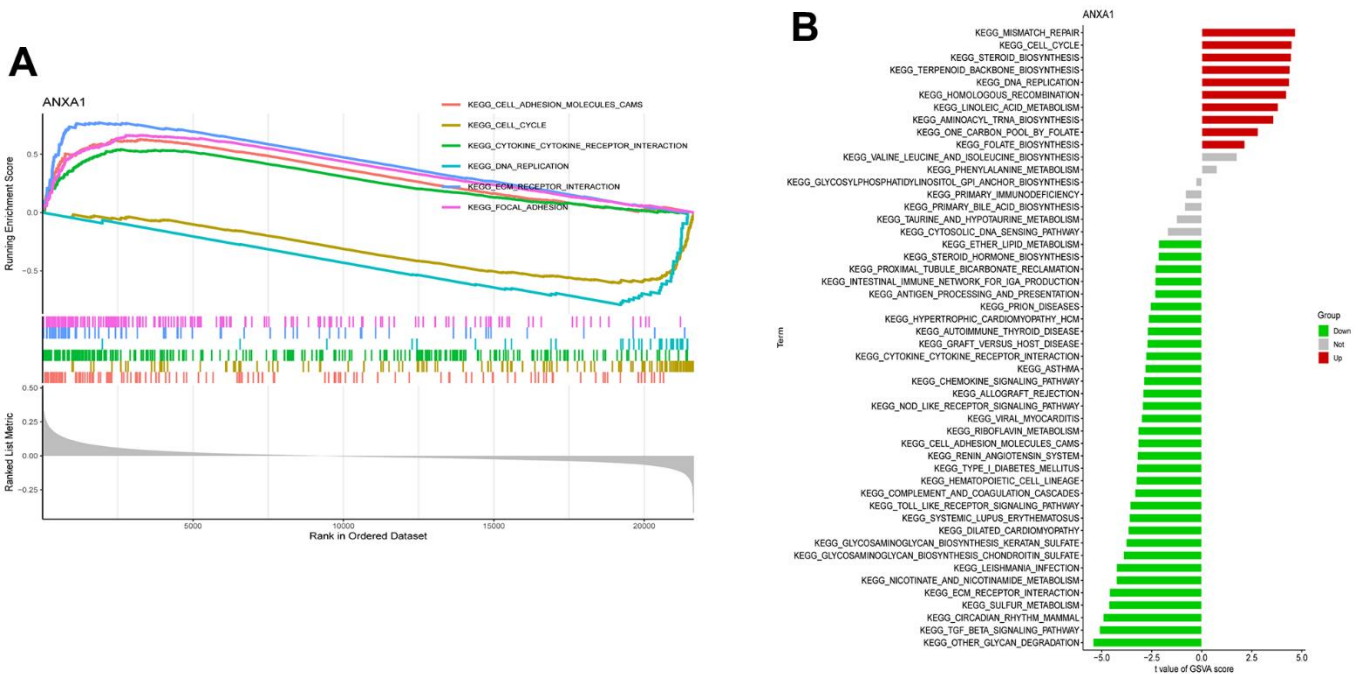 A
ANXA1
KEGG_CELL_ADHESION_MOLECULES_CAMS
KEGG_CELL_CYCLE
KEGG_CYTOKINE_CYTOKINE_RECEPTOR_INTERACTION
KEGG_DNA_REPLICATION
KEGG_ECM_RECEPTOR_INTERACTION
KEGG_FOCAL_ADHESION
Running Enrichment Score
0.5
0.0
−0.5
Ranked List Metric
0.50
0.25
0.00
−0.25
5000
10000
15000
20000
Rank in Ordered Dataset
B
ANXA1
Term
KEGG_MISMATCH_REPAIR
KEGG_CELL_CYCLE
KEGG_STEROID_BIOSYNTHESIS
KEGG_TERPENOID_BACKBONE_BIOSYNTHESIS
KEGG_DNA_REPLICATION
KEGG_HOMOLOGOUS_RECOMBINATION
KEGG_LINOLEIC_ACID_METABOLISM
KEGG_AMINOACYL_TRNA_BIOSYNTHESIS
KEGG_ONE_CARBON_POOL_BY_FOLATE
KEGG_FOLATE_BIOSYNTHESIS
KEGG_VALINE_LEUCINE_AND_ISOLEUCINE_BIOSYNTHESIS
KEGG_PHENYLALANINE_METABOLISM
KEGG_GLYCOSYLPHOSPHATIDYLINOSITOL_GPI_ANCHOR_BIOSYNTHESIS
KEGG_PRIMARY_IMMUNODEFICIENCY
KEGG_PRIMARY_BILE_ACID_BIOSYNTHESIS
KEGG_TAURINE_AND_HYPOTAURINE_METABOLISM
KEGG_CYTOSOLIC_DNA_SENSING_PATHWAY
KEGG_ETHER_LIPID_METABOLISM
KEGG_STEROID_HORMONE_BIOSYNTHESIS
KEGG_PROXIMAL_TUBULE_BICARBONATE_RECLAMATION
KEGG_INTESTINAL_IMMUNE_NETWORK_FOR_IGA_PRODUCTION
KEGG_ANTIGEN_PROCESSING_AND_PRESENTATION
KEGG_PRION_DISEASES
KEGG_HYPERTROPHIC_CARDIOMYOPATHY_HCM
KEGG_AUTOIMMUNE_THYROID_DISEASE
KEGG_GRAFT_VERSUS_HOST_DISEASE
KEGG_CYTOKINE_CYTOKINE_RECEPTOR_INTERACTION
KEGG_ASTHMA
KEGG_CHEMOKINE_SIGNALING_PATHWAY
KEGG_ALLOGRAFT_REJECTION
KEGG_NOD_LIKE_RECEPTOR_SIGNALING_PATHWAY
KEGG_VIRAL_MYOCARDITIS
KEGG_RIBOFLAVIN_METABOLISM
KEGG_CELL_ADHESION_MOLECULES_CAMS
KEGG_RENIN_ANGIOTENSIN_SYSTEM
KEGG_TYPE_I_DIABETES_MELLITUS
KEGG_HEMATOPOIETIC_CELL_LINEAGE
KEGG_COMPLEMENT_AND_COAGULATION_CASCADES
KEGG_TOLL_LIKE_RECEPTOR_SIGNALING_PATHWAY
KEGG_SYSTEMIC_LUPUS_ERYTHEMATOSUS
KEGG_DILATED_CARDIOMYOPATHY
KEGG_GLYCOSAMINOGLYCAN_BIOSYNTHESIS_KERATAN_SULFATE
KEGG_GLYCOSAMINOGLYCAN_BIOSYNTHESIS_CHONDROITIN_SULFATE
KEGG_LEISHMANIA_INFECTION
KEGG_NICOTINATE_AND_NICOTINAMIDE_METABOLISM
KEGG_ECM_RECEPTOR_INTERACTION
KEGG_SULFUR_METABOLISM
KEGG_CIRCADIAN_RHYTHM_MAMMAL
KEGG_TGF_BETA_SIGNALING_PATHWAY
KEGG_OTHER_GLYCAN_DEGRADATION
−5.0
−2.5
0.0
2.5
5.0
t value of GSVA score
Group
Down
Not
Up